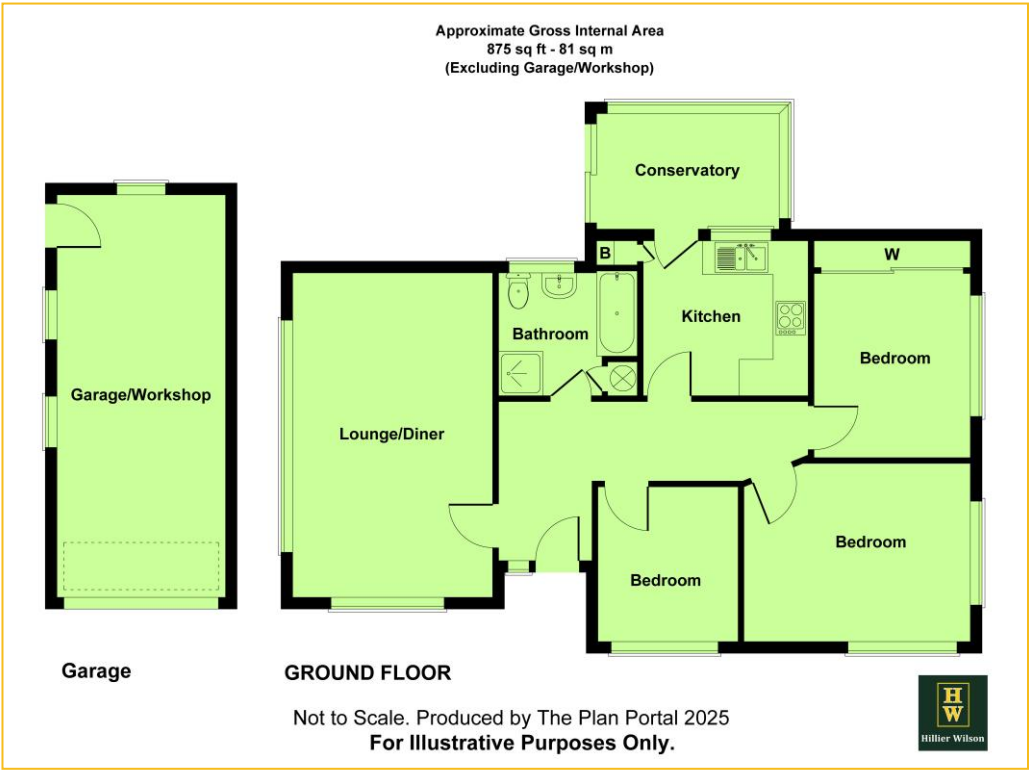 Approximate Gross Internal Area
875 sq ft - 81 sq m
(Excluding Garage/Workshop)
Conservatory
B
W
Kitchen
Bathroom
Bedroom
Garage/Workshop
Lounge/Diner
Bedroom
Bedroom
Garage
GROUND FLOOR
Not to Scale. Produced by The Plan Portal 2025
For Illustrative Purposes Only.
H
W
Hillier Wilson